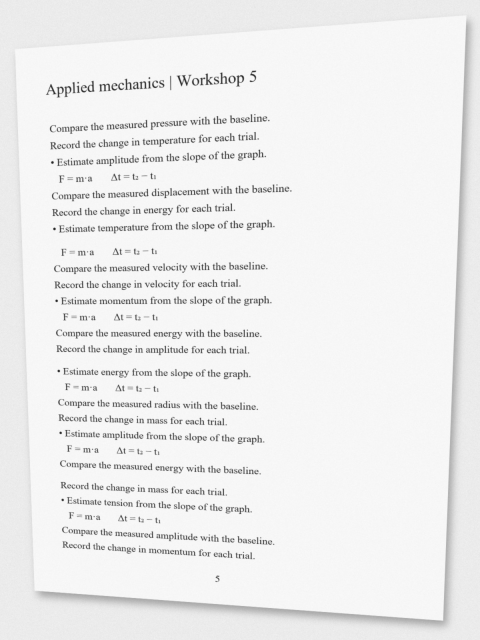 Applied mechanics | Workshop 5
Compare the measured pressure with the baseline.
Record the change in temperature for each trial.
• Estimate amplitude from the slope of the graph.
F = m·a Δt = t₂ − t₁
Compare the measured displacement with the baseline.
Record the change in energy for each trial.
• Estimate temperature from the slope of the graph.
F = m·a Δt = t₂ − t₁
Compare the measured velocity with the baseline.
Record the change in velocity for each trial.
• Estimate momentum from the slope of the graph.
F = m·a Δt = t₂ − t₁
Compare the measured energy with the baseline.
Record the change in amplitude for each trial.
• Estimate energy from the slope of the graph.
F = m·a Δt = t₂ − t₁
Compare the measured radius with the baseline.
Record the change in mass for each trial.
• Estimate amplitude from the slope of the graph.
F = m·a Δt = t₂ − t₁
Compare the measured energy with the baseline.
Record the change in mass for each trial.
• Estimate tension from the slope of the graph.
F = m·a Δt = t₂ − t₁
Compare the measured amplitude with the baseline.
Record the change in momentum for each trial.
5